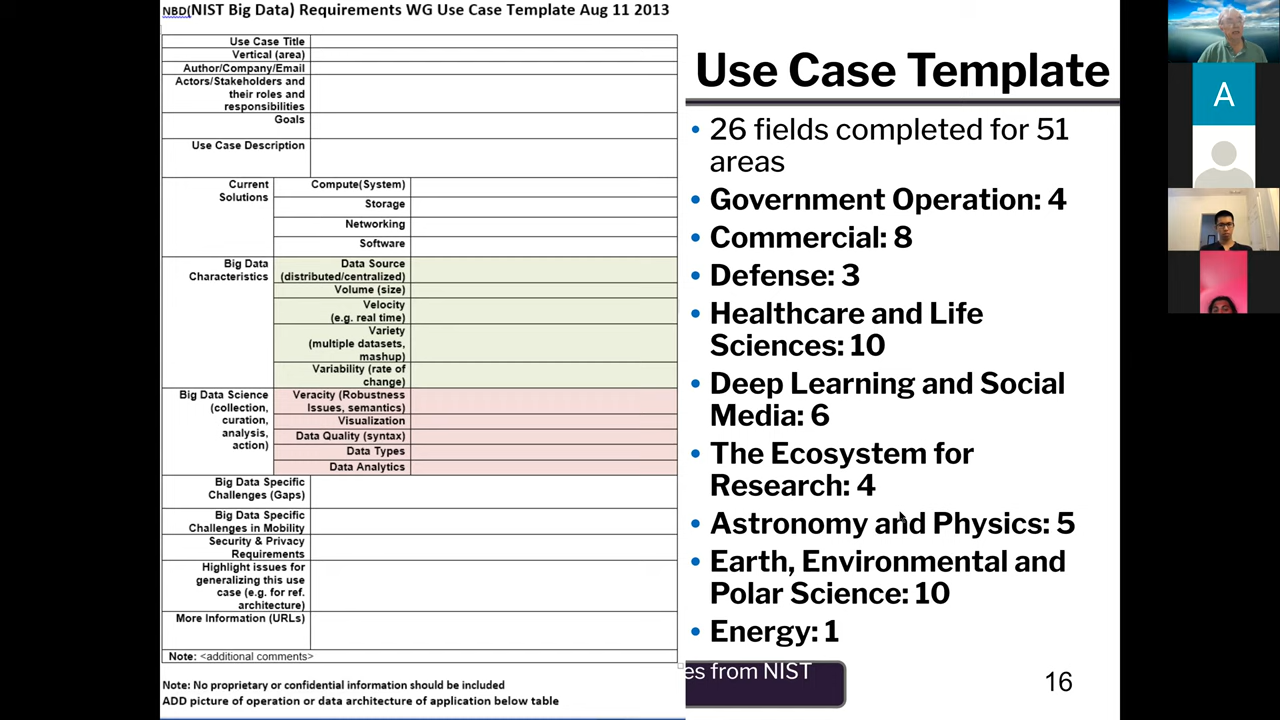 NBD(NIST Big Data) Requirements WG Use Case Template Aug 11 2013
Use Case Title
Vertical (area)
Author/Company/Email
Actors/Stakeholders and
their roles and
responsibilities
Goals
Use Case Description
Current
Solutions
Compute(System)
Storage
Networking
Software
Big Data
Characteristics
Data Source
(distributed/centralized)
Volume (size)
Velocity
(e.g. real time)
Variety
(multiple datasets,
mashup)
Variability (rate of
change)
Big Data Science
(collection,
curation,
analysis,
action)
Veracity (Robustness
Issues, semantics)
Visualization
Data Quality (syntax)
Data Types
Data Analytics
Big Data Specific
Challenges (Gaps)
Big Data Specific
Challenges in Mobility
Security & Privacy
Requirements
Highlight issues for
generalizing this use
case (e.g. for ref.
architecture)
More Information (URLs)
Note: <additional comments>
Note: No proprietary or confidential information should be included
ADD picture of operation or data architecture of application below table
Use Case Template
• 26 fields completed for 51
areas
• Government Operation: 4
• Commercial: 8
• Defense: 3
• Healthcare and Life
Sciences: 10
• Deep Learning and Social
Media: 6
• The Ecosystem for
Research: 4
• Astronomy and Physics: 5
• Earth, Environmental and
Polar Science: 10
• Energy: 1
es from NIST
16
A